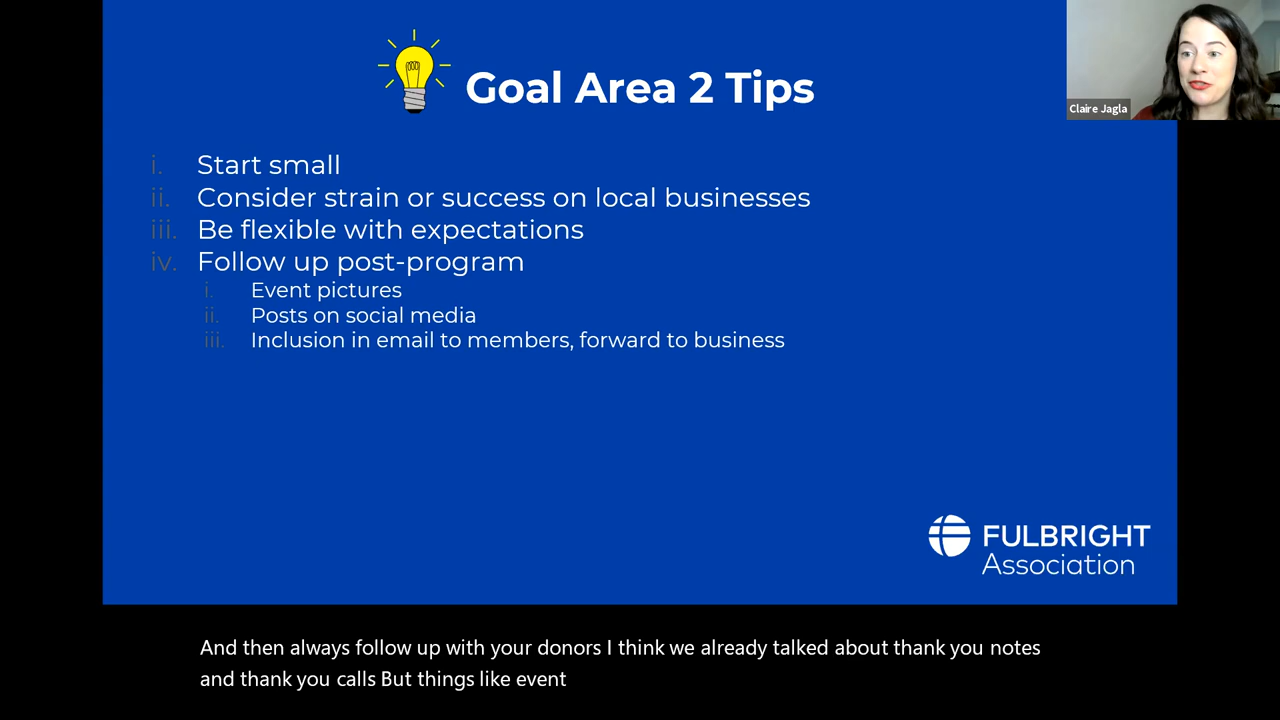 Goal Area 2 Tips
Claire Jagla
i. Start small
ii. Consider strain or success on local businesses
iii. Be flexible with expectations
iv. Follow up post-program
i. Event pictures
ii. Posts on social media
iii. Inclusion in email to members, forward to business
FULBRIGHT
Association
And then always follow up with your donors I think we already talked about thank you notes
and thank you calls But things like event